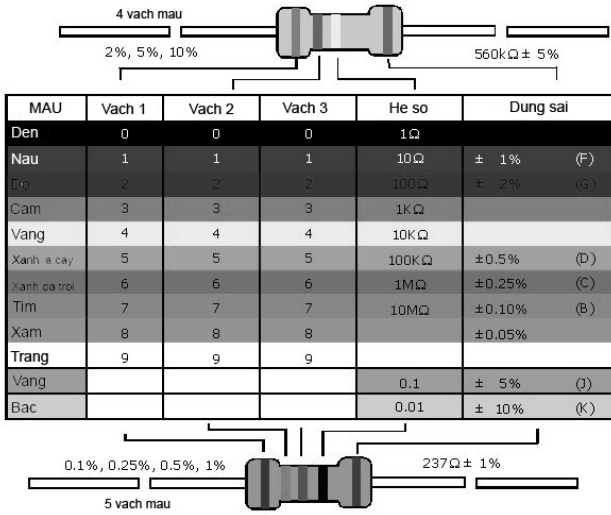 4 vach mau
2%, 5%, 10%
560kΩ ± 5%
MAU Vach 1 Vach 2 Vach 3 He so Dung sai
Den 0 0 0 1Ω
Nau 1 1 1 10Ω ± 1% (F)
Do 2 2 2 100Ω ± 2% (G)
Cam 3 3 3 1KΩ
Vang 4 4 4 10KΩ
Xanh la cay 5 5 5 100KΩ ±0.5% (D)
Xanh da troi 6 6 6 1MΩ ±0.25% (C)
Tim 7 7 7 10MΩ ±0.10% (B)
Xam 8 8 8 ±0.05%
Trang 9 9 9
Vang 0.1 ± 5% (J)
Bac 0.01 ± 10% (K)
0.1%, 0.25%, 0.5%, 1%
237Ω ± 1%
5 vach mau